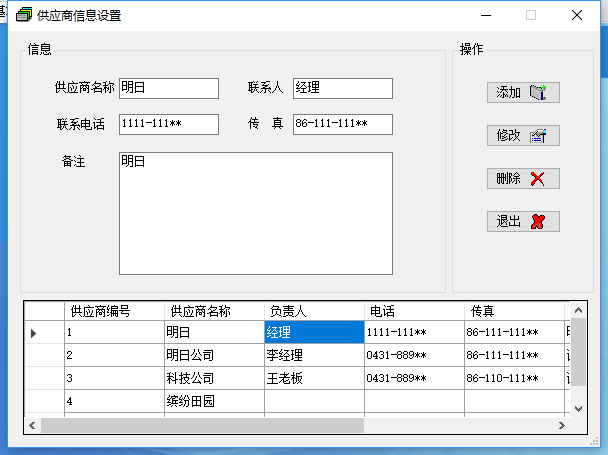 供应商信息设置
信息
操作
供应商名称 明日 联系人 经理
添加
联系电话 1111-111** 传 真 86-111-111**
修改
备注 明日
删除
退出
供应商编号 供应商名称 负责人 电话 传真
1 明日 经理 1111-111** 86-111-111**
2 明日公司 李经理 0431-889** 86-111-111**
3 科技公司 王老板 0431-889** 86-110-111**
4 缤纷田园